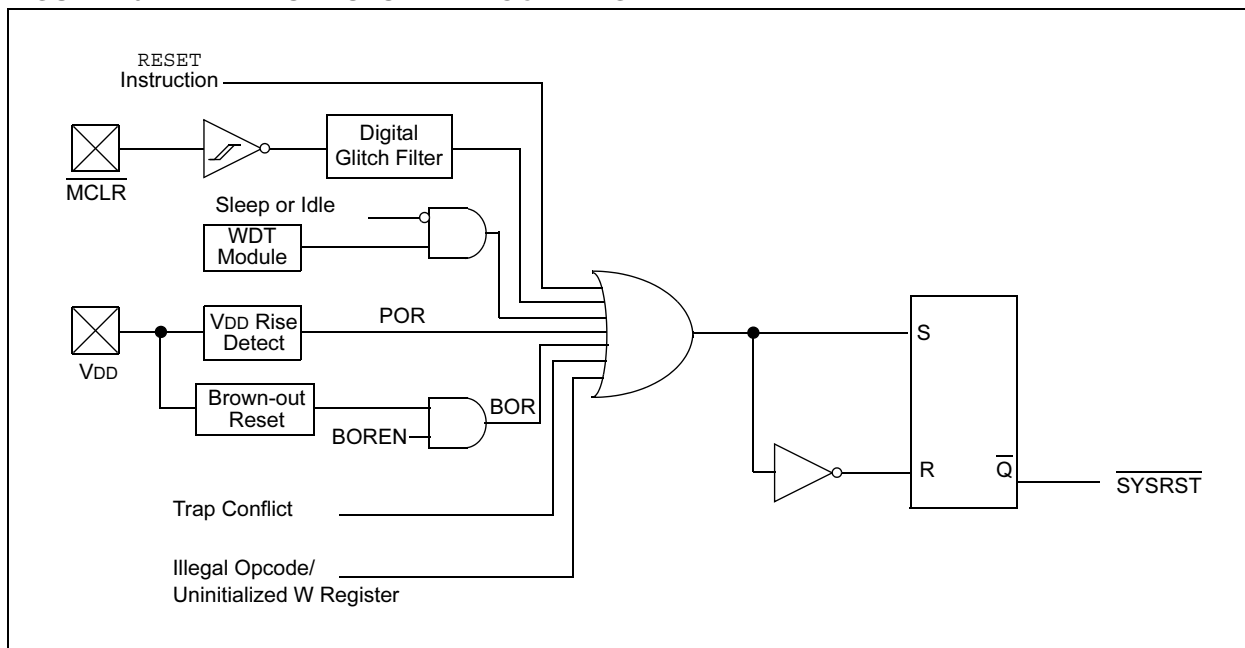 RESET
Instruction
Digital
Glitch Filter
MCLR
Sleep or Idle
WDT
Module
VDD Rise
Detect
POR
VDD
Brown-out
Reset
BOR
BOREN
Trap Conflict
Illegal Opcode/
Uninitialized W Register
S
R
Q
SYSRST